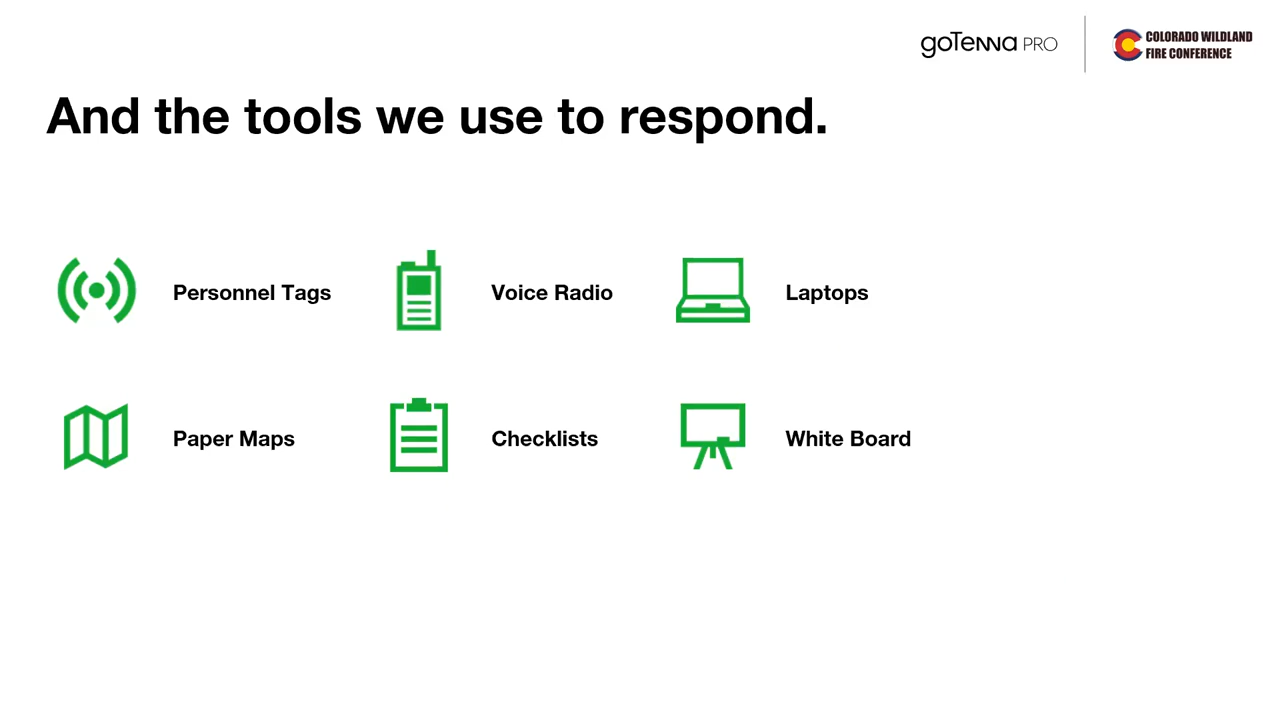 goTenna PRO
COLORADO WILDLAND
FIRE CONFERENCE
And the tools we use to respond.
Personnel Tags
Voice Radio
Laptops
Paper Maps
Checklists
White Board